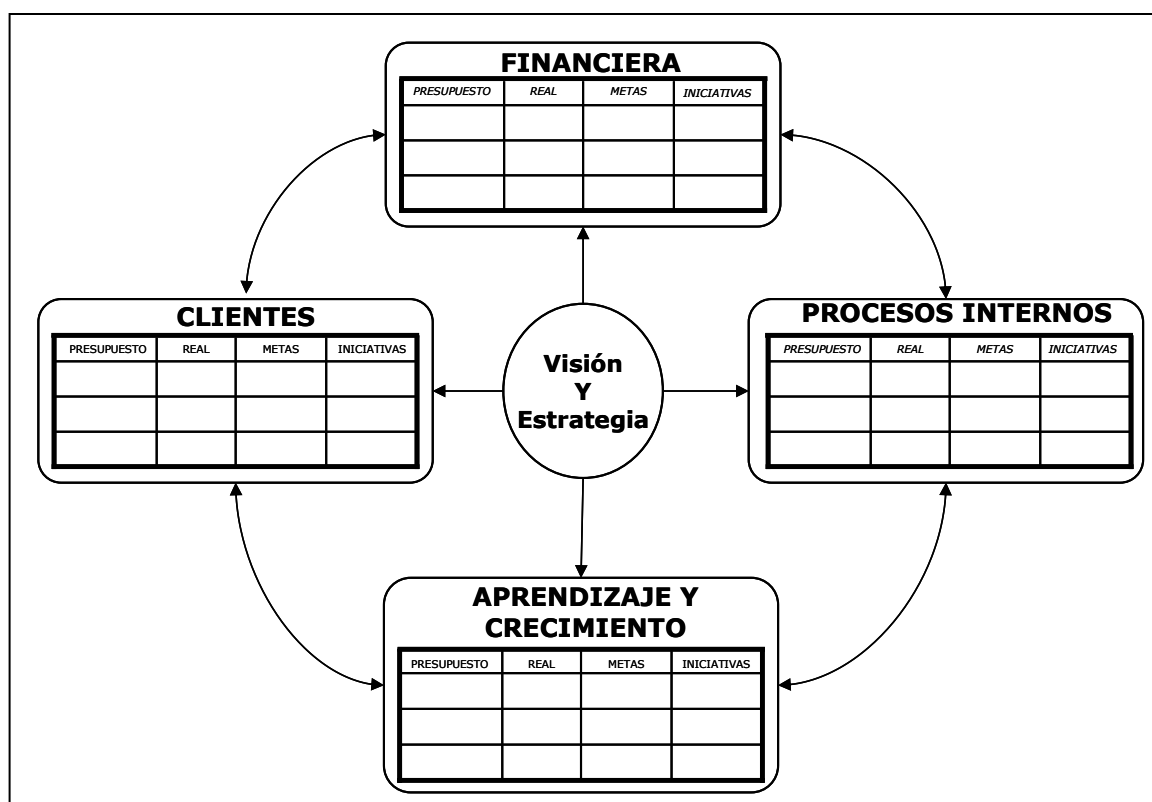 FINANCIERA
PRESUPUESTO REAL METAS INICIATIVAS
CLIENTES
PRESUPUESTO REAL METAS INICIATIVAS
Visión
Y
Estrategia
PROCESOS INTERNOS
PRESUPUESTO REAL METAS INICIATIVAS
APRENDIZAJE Y
CRECIMIENTO
PRESUPUESTO REAL METAS INICIATIVAS